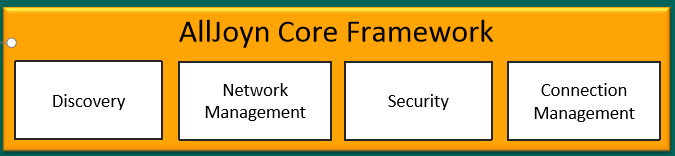 AllJoyn Core Framework
Discovery
Network
Management
Security
Connection
Management